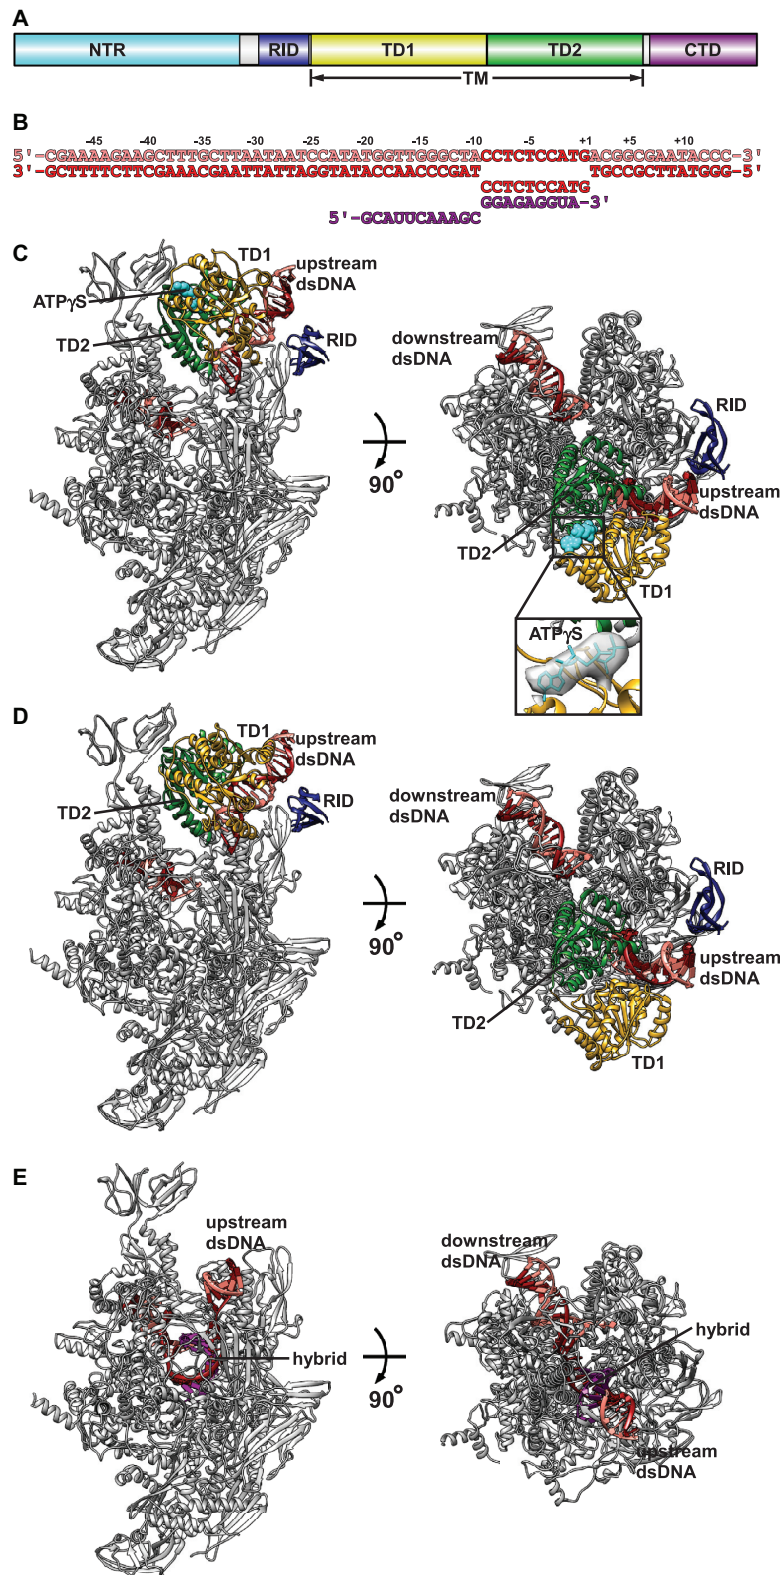 A
NTR RID TD1 TD2 CTD
TM
B
-45 -40 -35 -30 -25 -20 -15 -10 -5 +1 +5 +10
5'-CGAAAAGAAGCTTTGCTTAATAATCCATATGGTTGGGCTACCTCTCCATGACGGCGAATACCC-3'
3'-GCTTTTCTTCGAAACGAATTATTAGGTATACCAACCCGAT TGCCGCTTATGGG-5'
CCTCTCCATG
GGAGAGGUA-3'
5'-GCAUUCAAAGC
C
TD1
upstream
dsDNA
ATPγS
TD2
RID
90°
downstream
dsDNA
RID
upstream
dsDNA
TD2
TD1
ATPγS
D
TD1
upstream
dsDNA
TD2
RID
90°
downstream
dsDNA
RID
upstream
dsDNA
TD2
TD1
E
upstream
dsDNA
hybrid
90°
downstream
dsDNA
hybrid
upstream
dsDNA